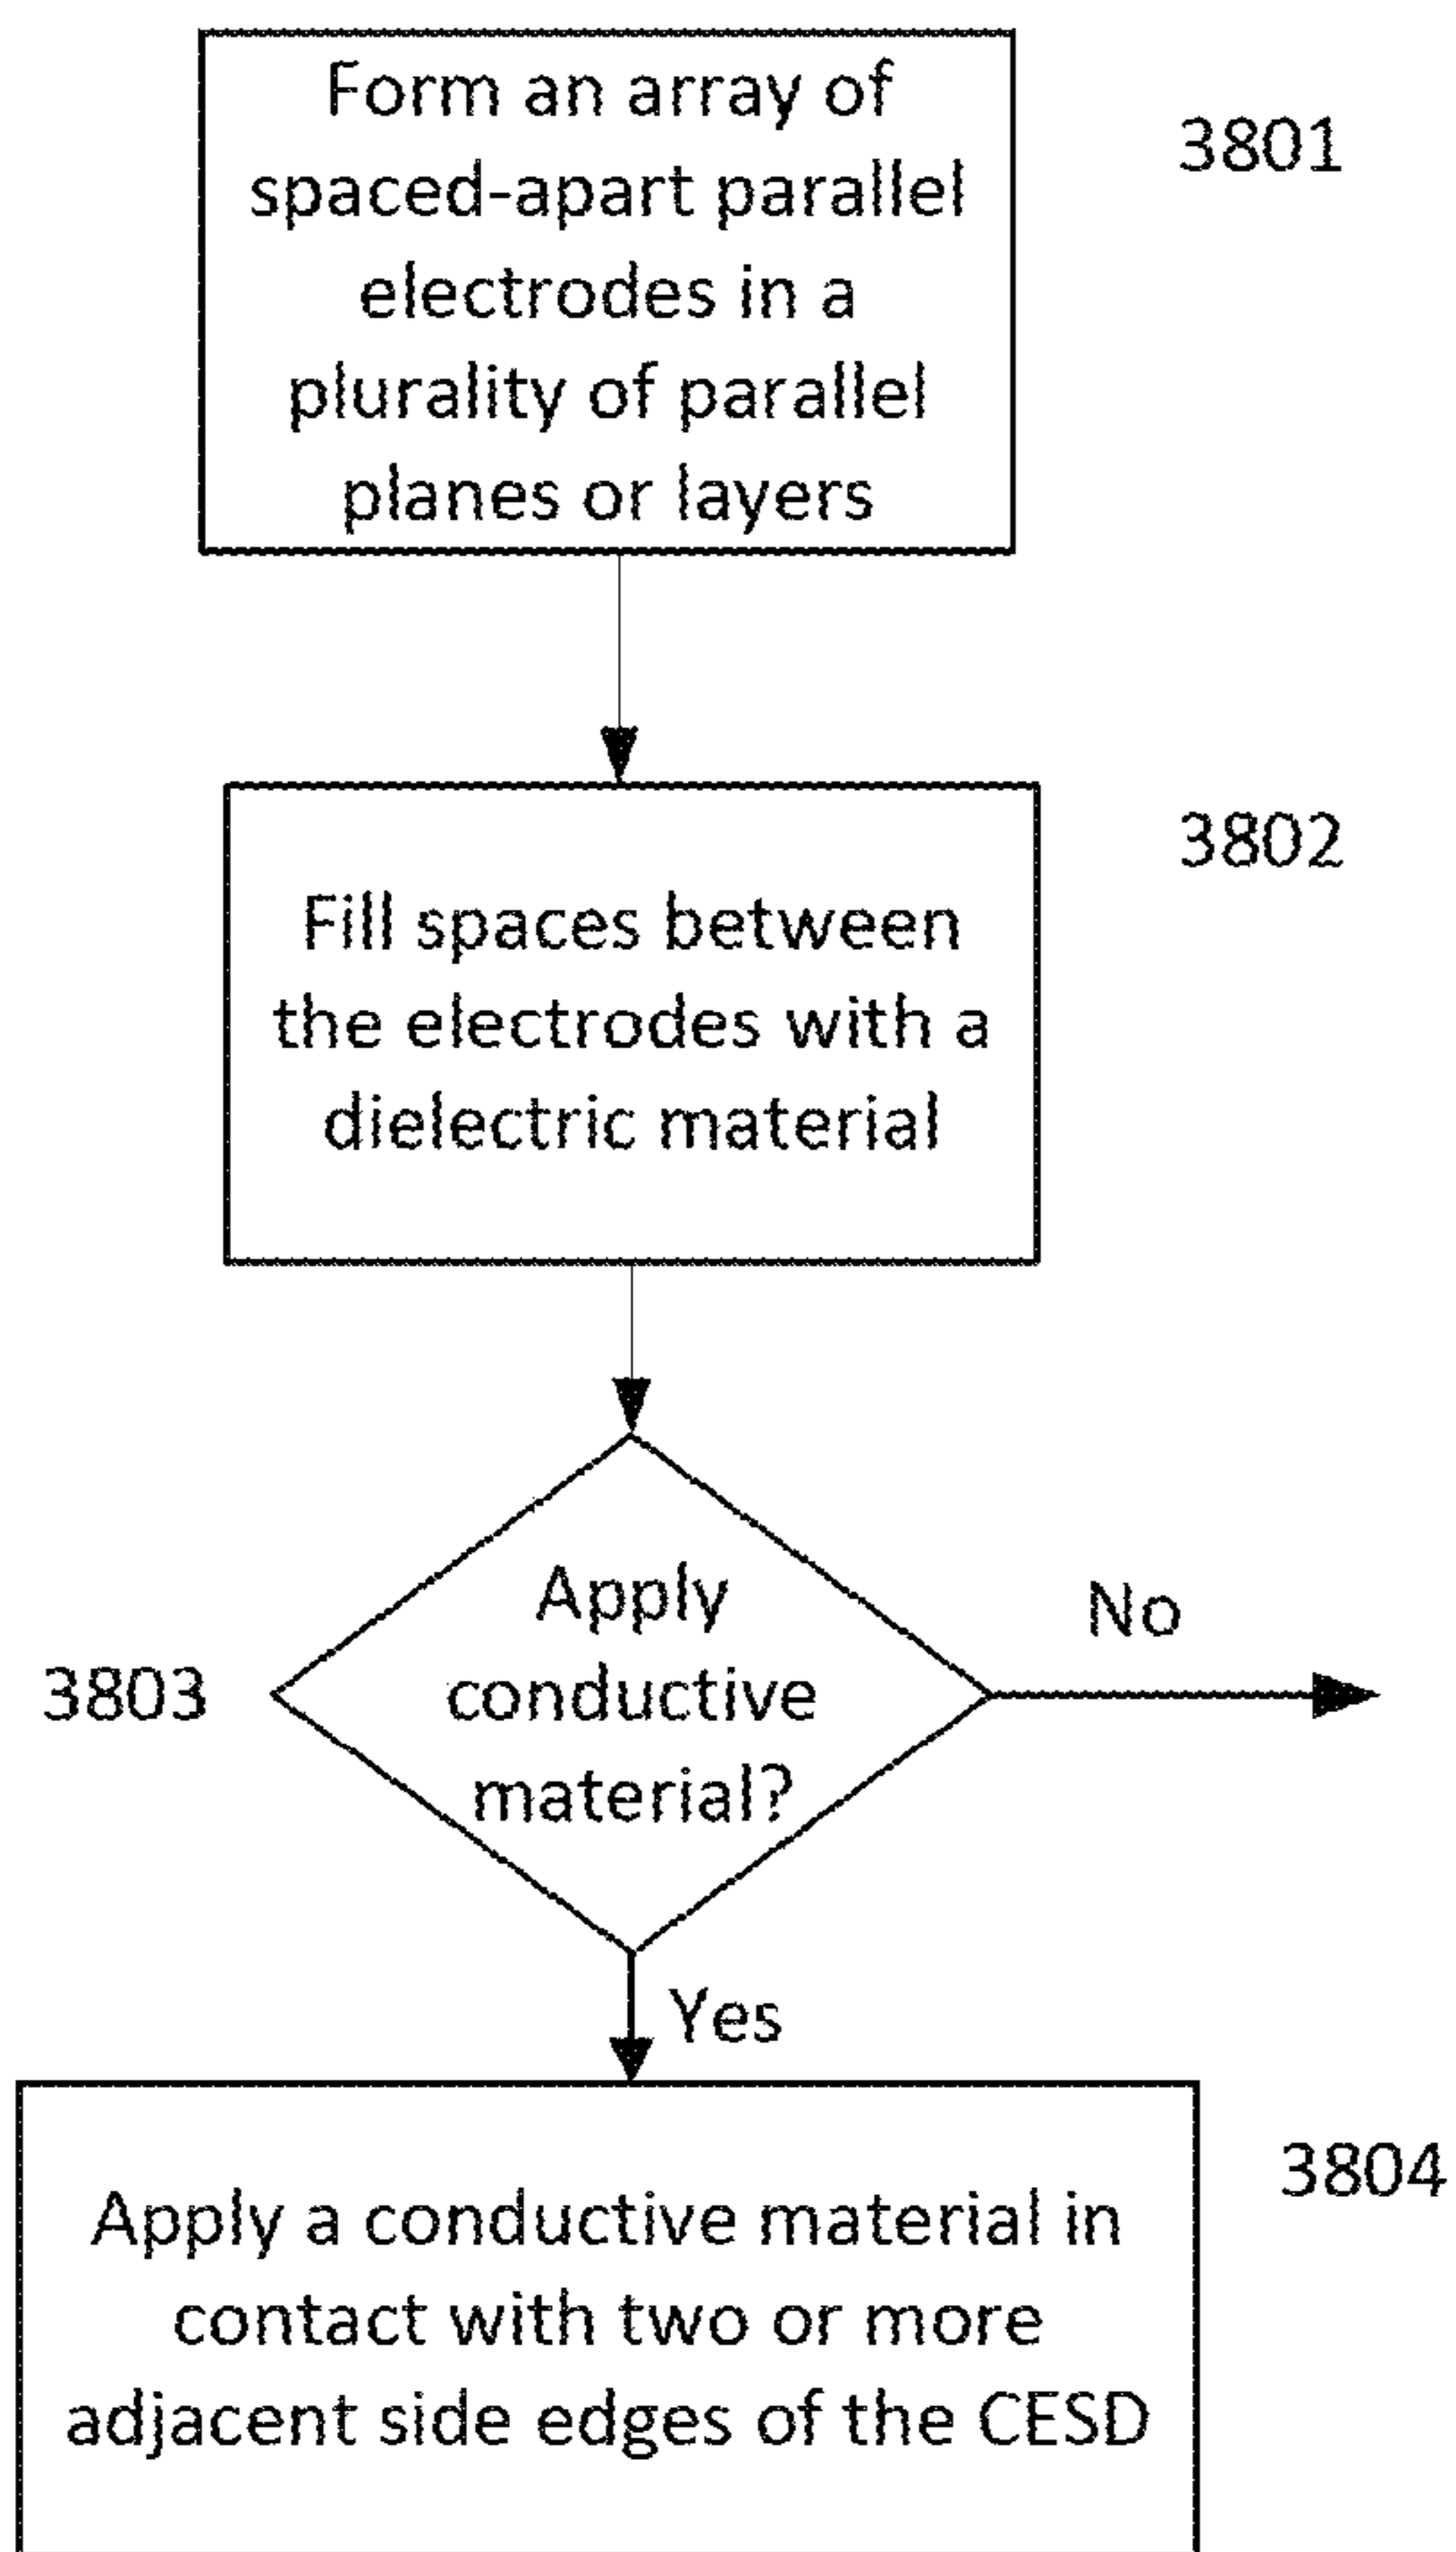 Form an array of
spaced-apart parallel
electrodes in a
plurality of parallel
planes or layers
3801
3802
Fill spaces between
the electrodes with a
dielectric material
Apply
conductive
material?
3803
No
Yes
3804
Apply a conductive material in
contact with two or more
adjacent side edges of the CESD